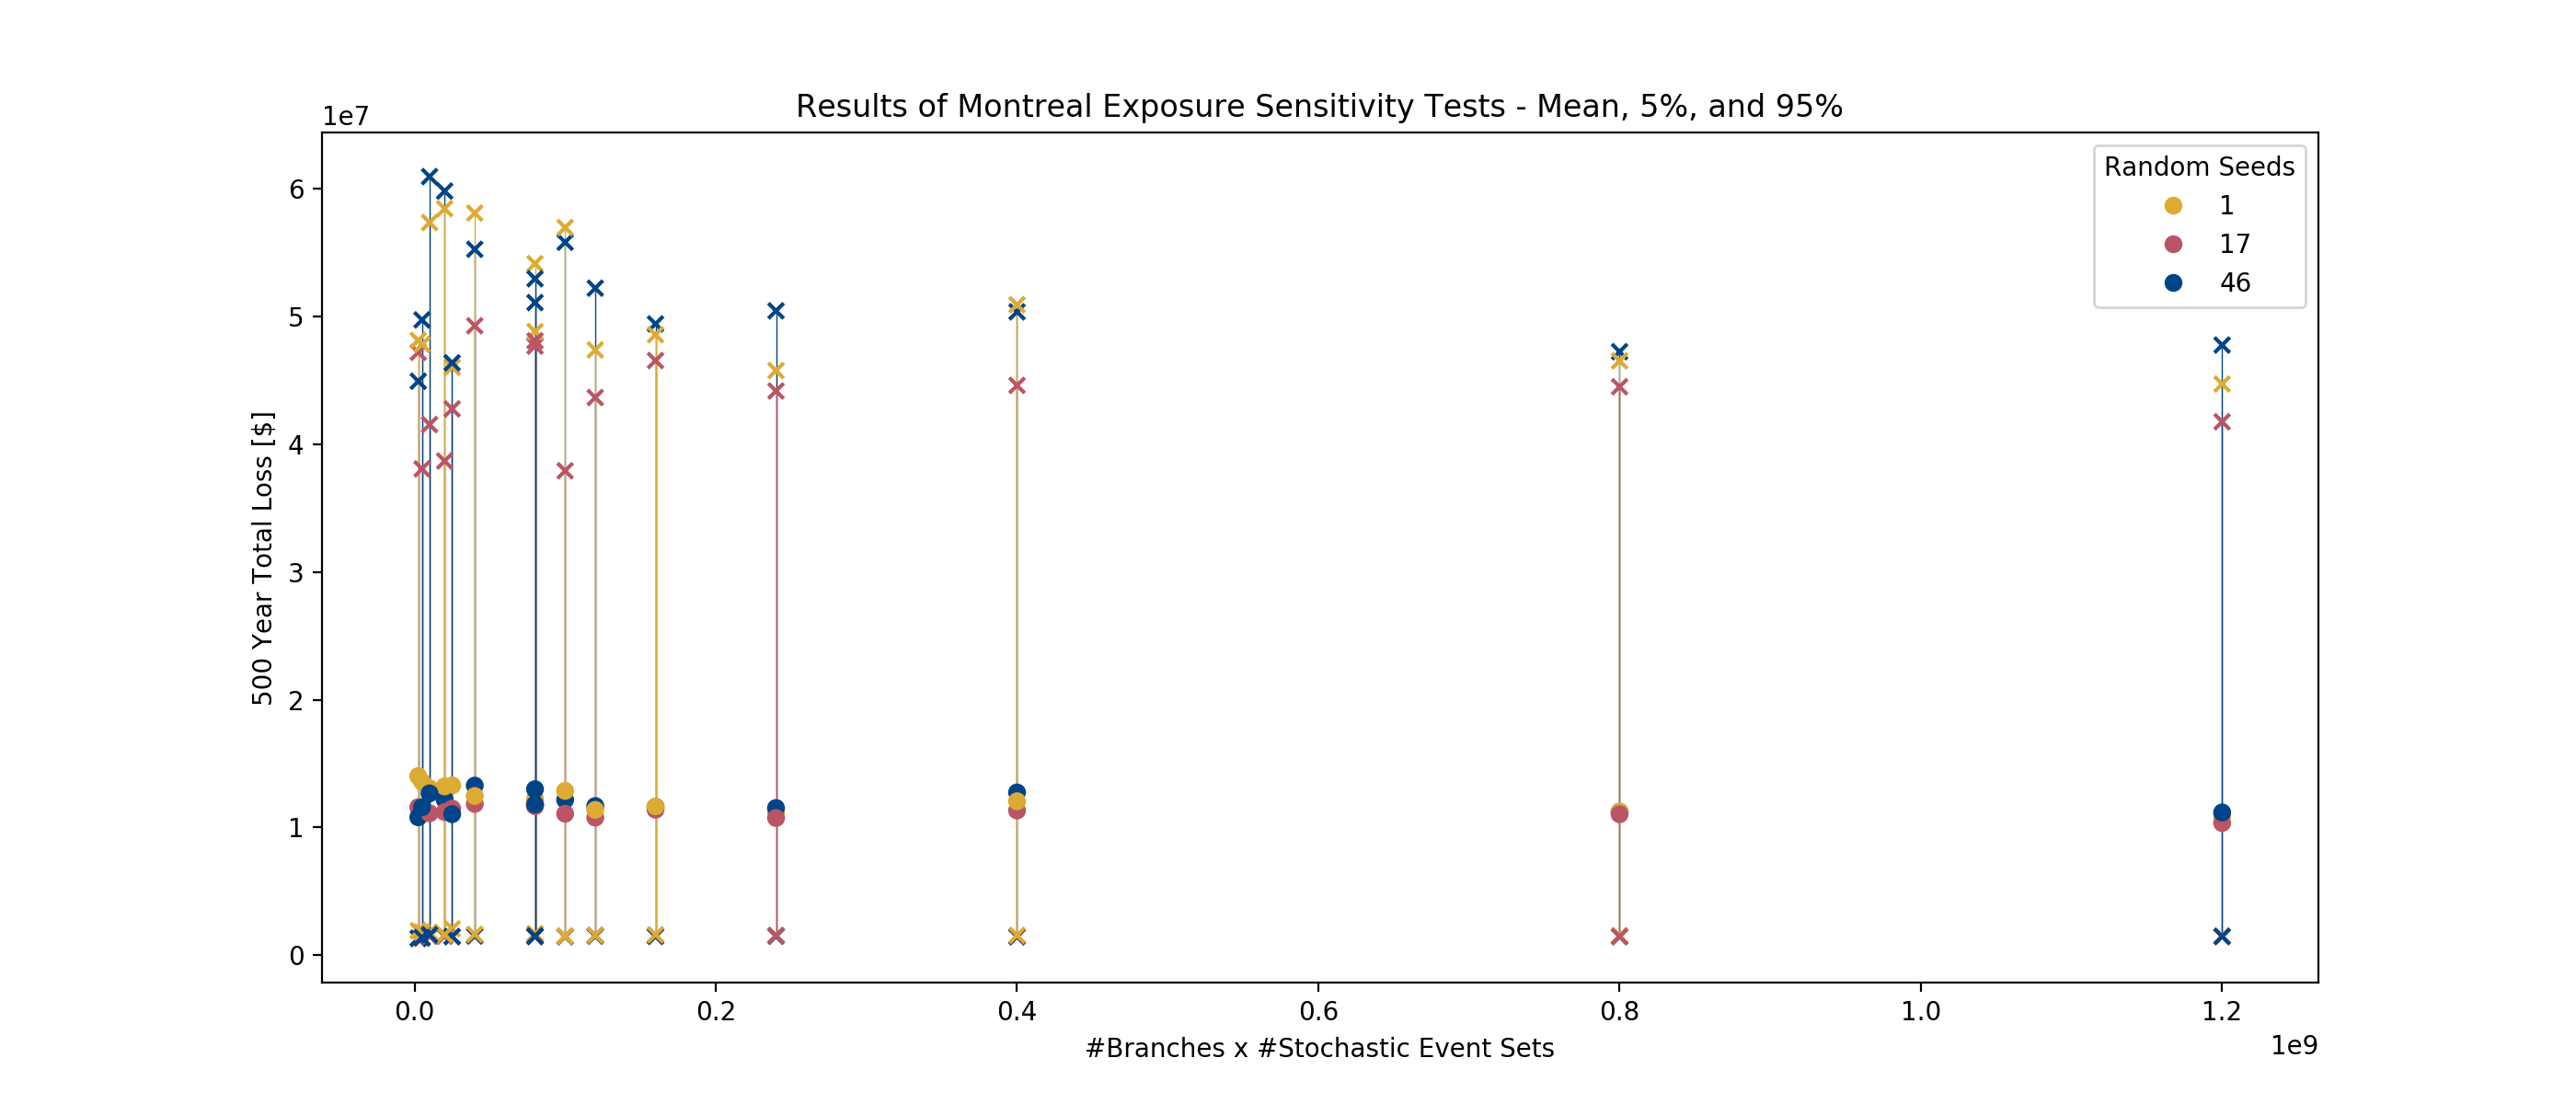 Results of Montreal Exposure Sensitivity Tests - Mean, 5%, and 95%
1e7
Random Seeds
1
17
46
6
5
4
3
2
1
0
500 Year Total Loss [$]
0.0 0.2 0.4 0.6 0.8 1.0 1.2
#Branches x #Stochastic Event Sets
1e9